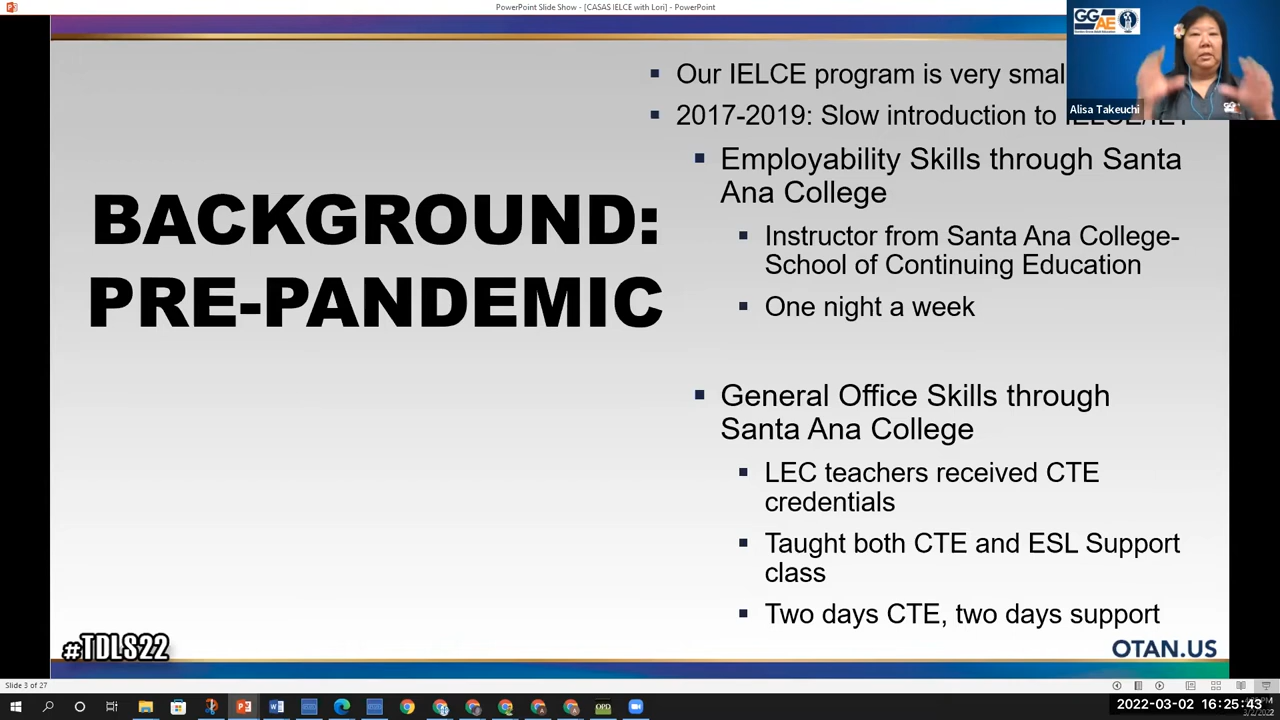 PowerPoint Slide Show - [CASAS IELCE with Lori] - PowerPoint
GG
AE
Alisa Takeuchi
BACKGROUND:
PRE-PANDEMIC
Our IELCE program is very smal
2017-2019: Slow introduction to
Employability Skills through Santa
Ana College
Instructor from Santa Ana College-
School of Continuing Education
One night a week
General Office Skills through
Santa Ana College
LEC teachers received CTE
credentials
Taught both CTE and ESL Support
class
Two days CTE, two days support
#TDLS22
OTAN.US
Slide 3 of 27
OPD
2022-03-02 16:25:43